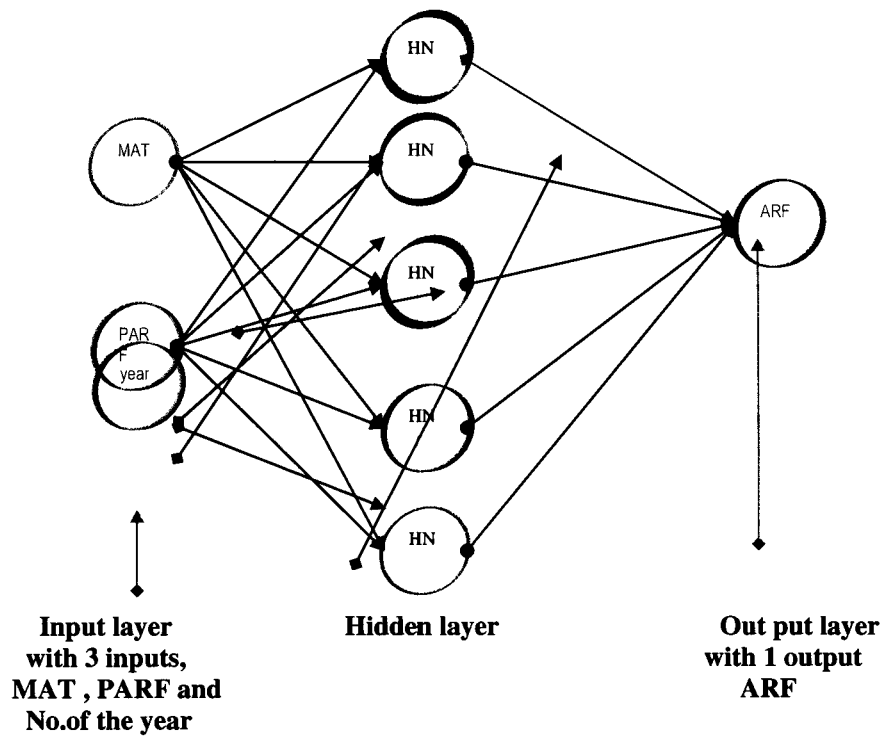 HN
MAT
HN
ARF
HN
PAR
F
year
HN
HN
Input layer
with 3 inputs,
MAT , PARF and
No.of the year
Hidden layer
Out put layer
with 1 output
ARF